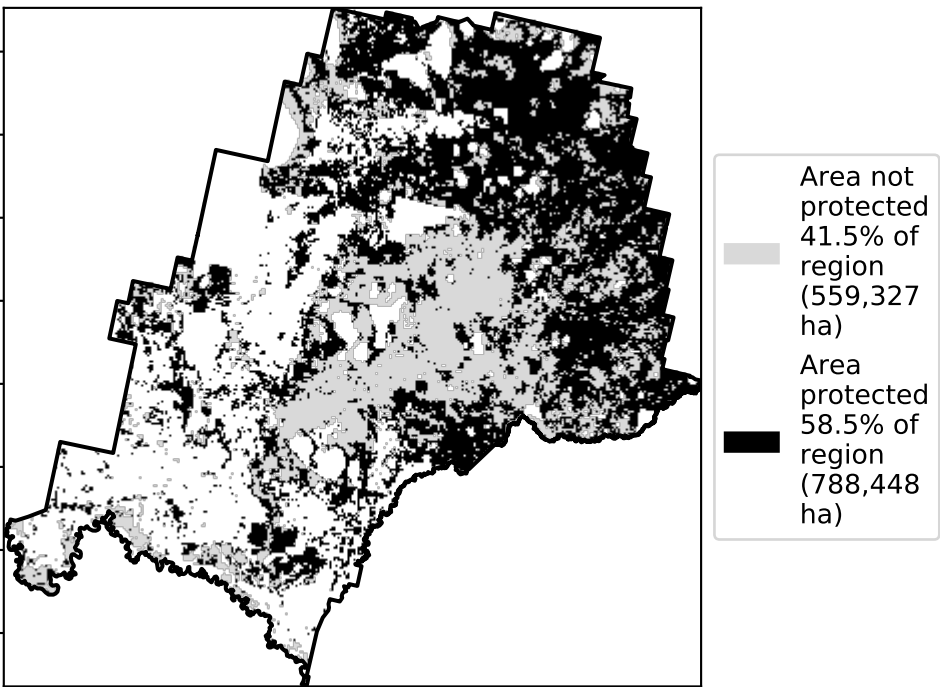 Area not
protected
41.5% of
region
(559,327
ha)
Area
protected
58.5% of
region
(788,448
ha)